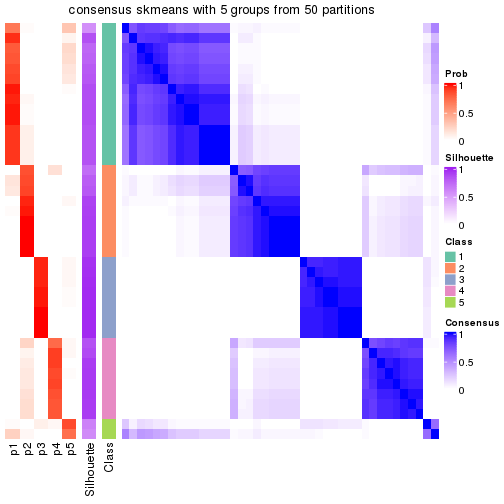 consensus skmeans with 5 groups from 50 partitions
Prob
1
0.5
0
Silhouette
1
0.5
0
Class
1
2
3
4
5
Consensus
1
0.5
0
p1
p2
p3
p4
p5
Silhouette
Class